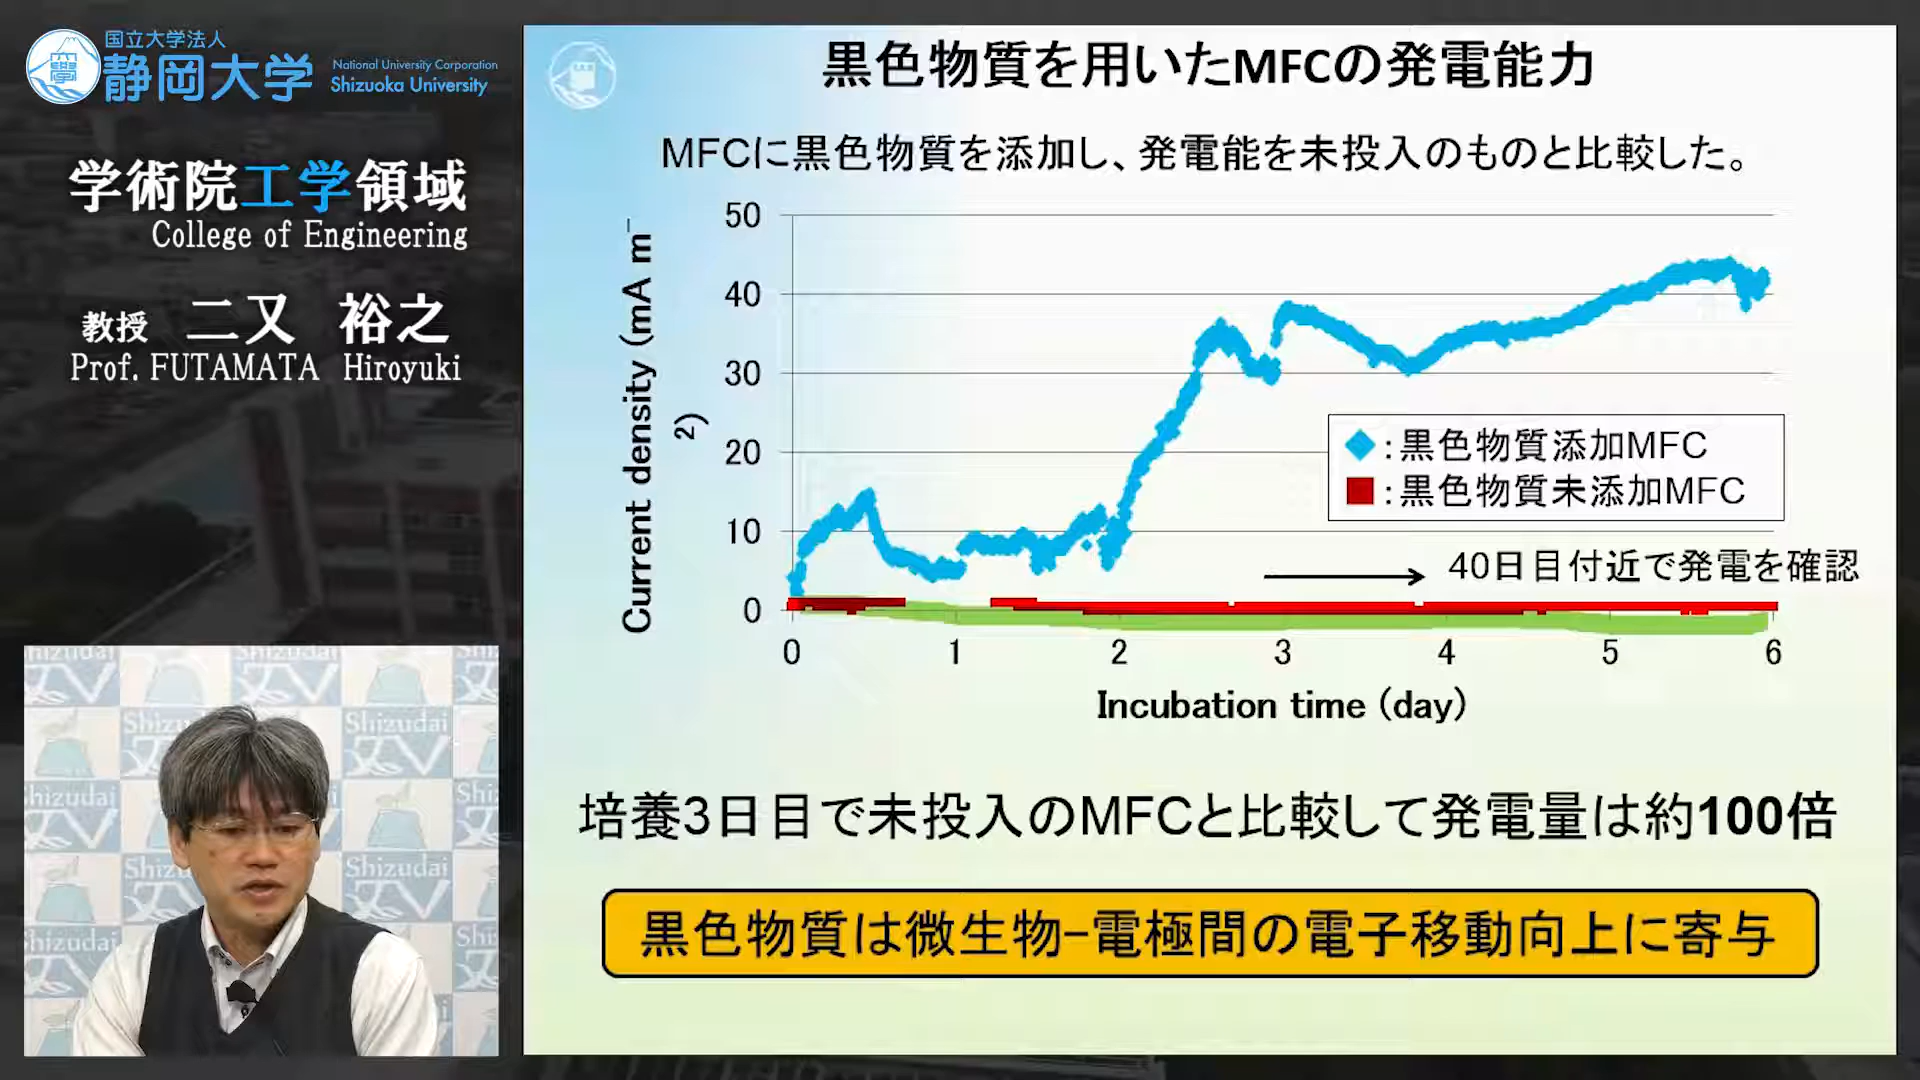 国立大学法人
静岡大学
National University Corporation
Shizuoka University
学術院工学領域
College of Engineering
教授 二又 裕之
Prof. FUTAMATA Hiroyuki
黒色物質を用いたMFCの発電能力
MFCに黒色物質を添加し、発電能を未投入のものと比較した。
Current density (mA m⁻
2)
50
40
30
20
10
0
◆:黒色物質添加MFC
■:黒色物質未添加MFC
40日目付近で発電を確認
0 1 2 3 4 5 6
Incubation time (day)
培養3日目で未投入のMFCと比較して発電量は約100倍
黒色物質は微生物-電極間の電子移動向上に寄与
Shizudai
TV
Shizudai
TV
Shizudai